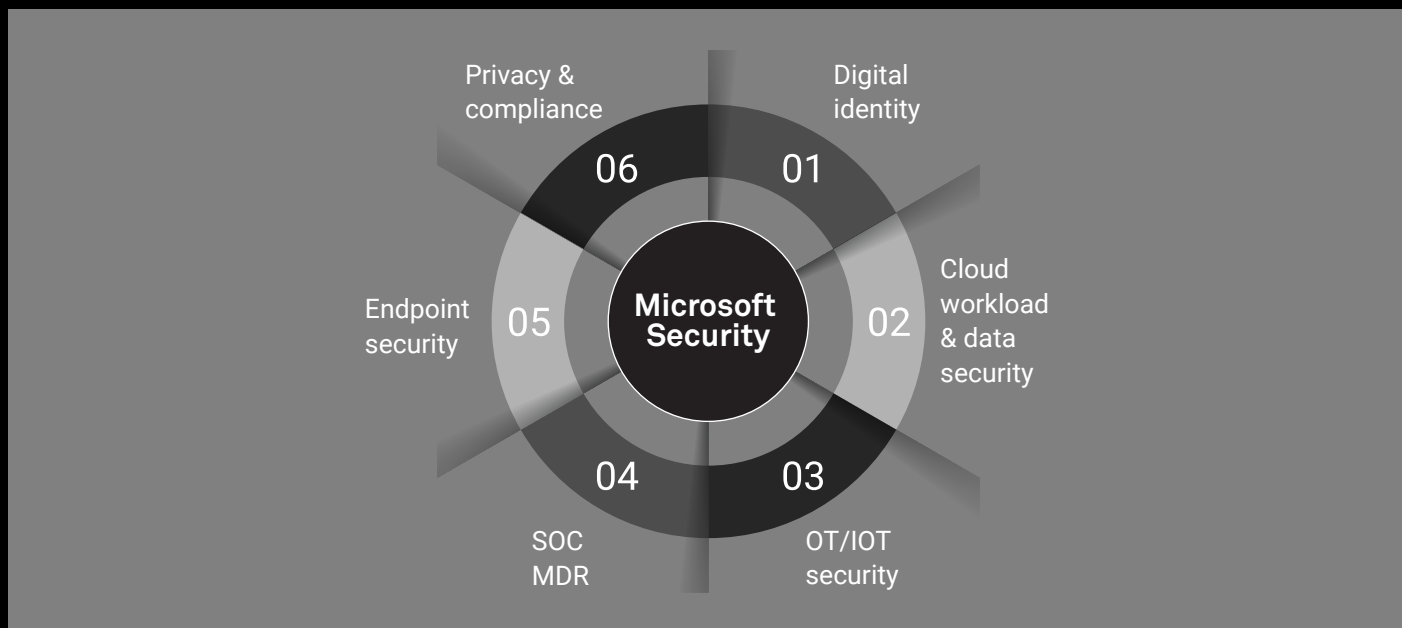 Microsoft
Security
01
Digital
identity
02
Cloud
workload
& data
security
03
OT/IOT
security
04
SOC
MDR
05
Endpoint
security
06
Privacy &
compliance